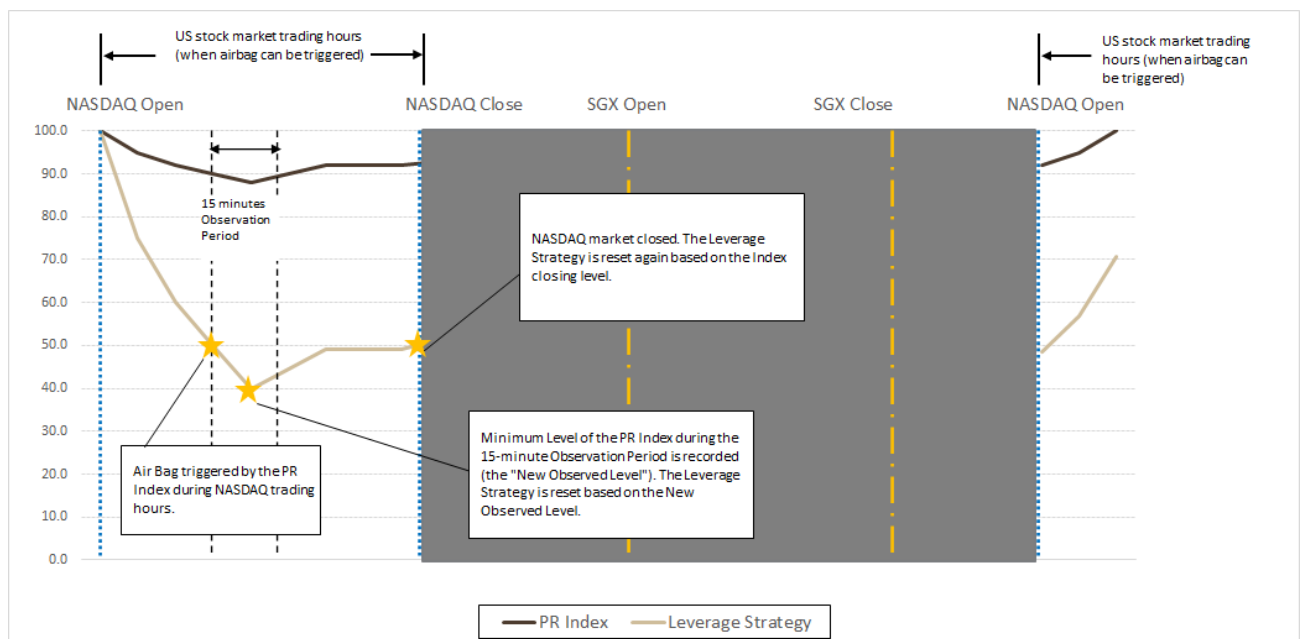 US stock market trading hours
(when airbag can be triggered)
US stock market trading
hours (when airbag can
be triggered)
NASDAQ Open
NASDAQ Close
SGX Open
SGX Close
NASDAQ Open
100.0
90.0
80.0
70.0
60.0
50.0
40.0
30.0
20.0
10.0
0.0
15 minutes
Observation
Period
NASDAQ market closed. The Leverage
Strategy is reset again based on the Index
closing level.
Air Bag triggered by the PR
Index during NASDAQ trading
hours.
Minimum Level of the PR Index during the
15-minute Observation Period is recorded
(the "New Observed Level"). The Leverage
Strategy is reset based on the New
Observed Level.
PR Index
Leverage Strategy